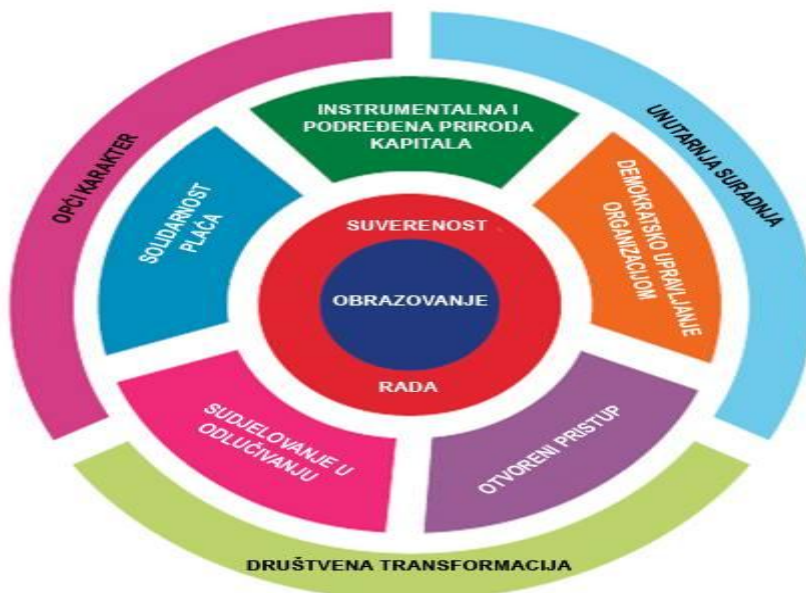 OPĆI KARAKTER
UNUTARNJA SURADNJA
INSTRUMENTALNA I
PODREĐENA PRIRODA
KAPITALA
SOLIDARNOST
PLAĆA
DEMOKRATSKO UPRAVLJANJE
ORGANIZACIJOM
SUVERENOST
OBRAZOVANJE
RADA
SUDJELOVANJE U
ODLUČIVANJU
OTVORENI PRISTUP
DRUŠTVENA TRANSFORMACIJA